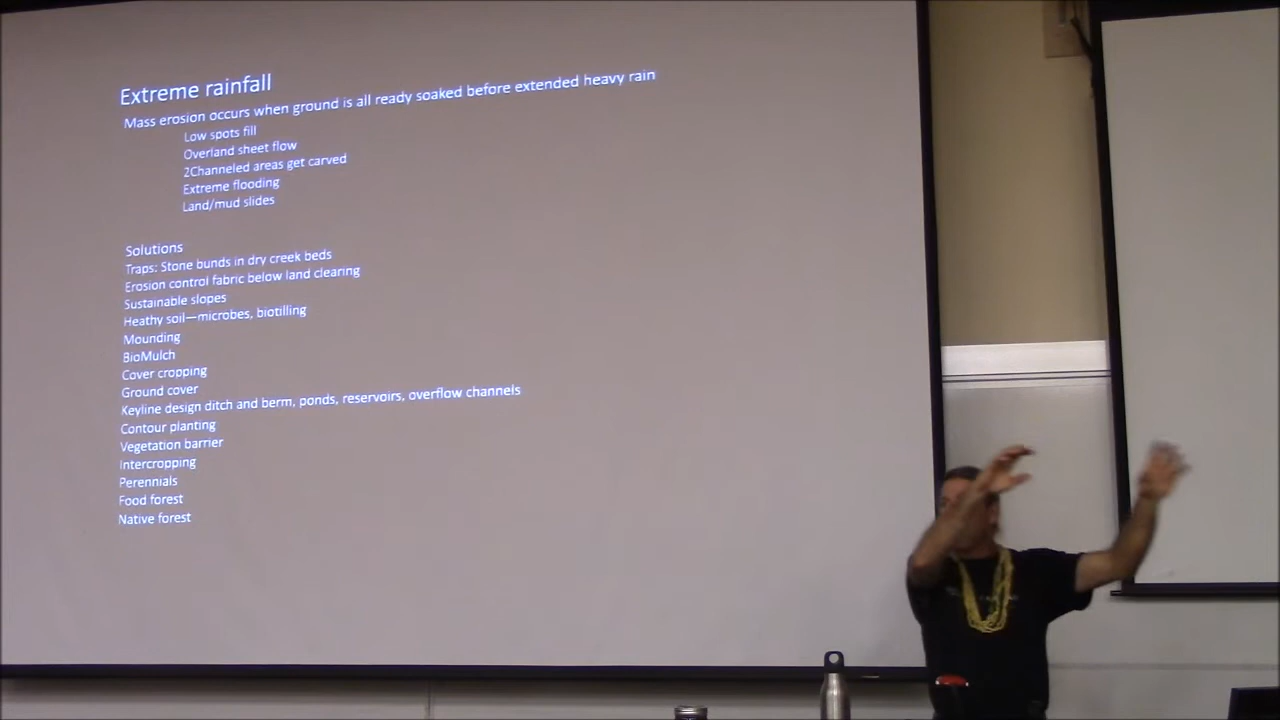 Extreme rainfall
Mass erosion occurs when ground is all ready soaked before extended heavy rain
Low spots fill
Overland sheet flow
2Channeled areas get carved
Extreme flooding
Land/mud slides
Solutions
Traps: Stone bunds in dry creek beds
Erosion control fabric below land clearing
Sustainable slopes
Heathy soil—microbes, biotilling
Mounding
BioMulch
Cover cropping
Ground cover
Keyline design ditch and berm, ponds, reservoirs, overflow channels
Contour planting
Vegetation barrier
Intercropping
Perennials
Food forest
Native forest